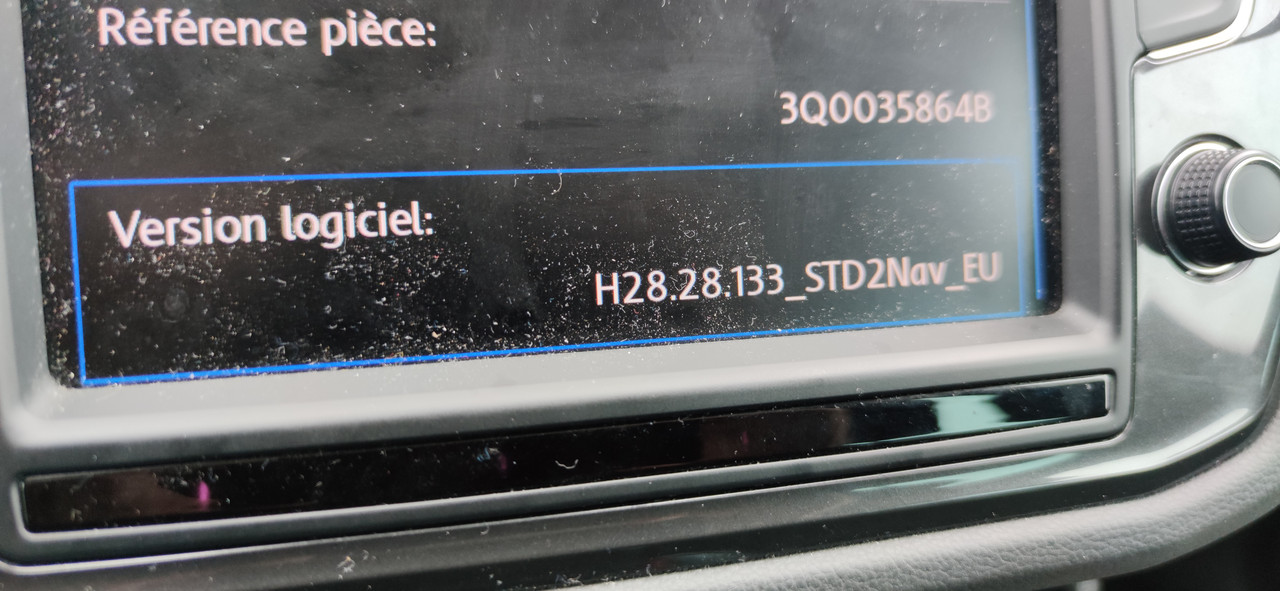 Référence pièce:
3Q0035864B
Version logiciel:
H28.28.133_STD2Nav_EU